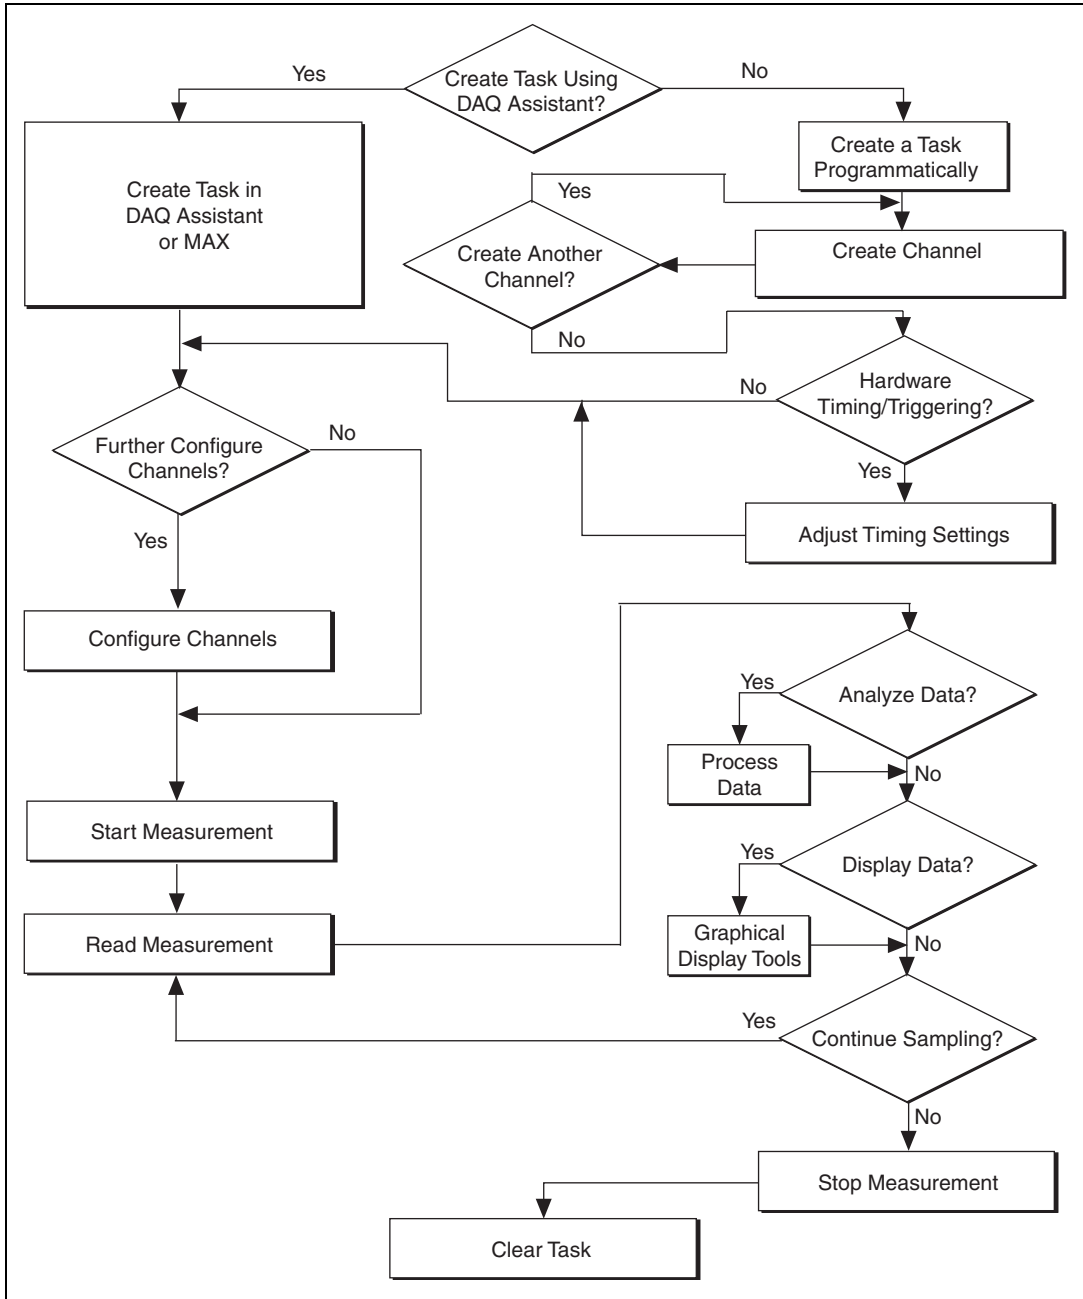 Yes
Create Task Using
DAQ Assistant?
No
Create Task in
DAQ Assistant
or MAX
Create a Task
Programmatically
Yes
Create Channel
Create Another
Channel?
No
Hardware
Timing/Triggering?
No
Yes
Adjust Timing Settings
Further Configure
Channels?
No
Yes
Configure Channels
Start Measurement
Read Measurement
Analyze Data?
Yes
Process
Data
No
Display Data?
Yes
Graphical
Display Tools
No
Continue Sampling?
Yes
No
Stop Measurement
Clear Task